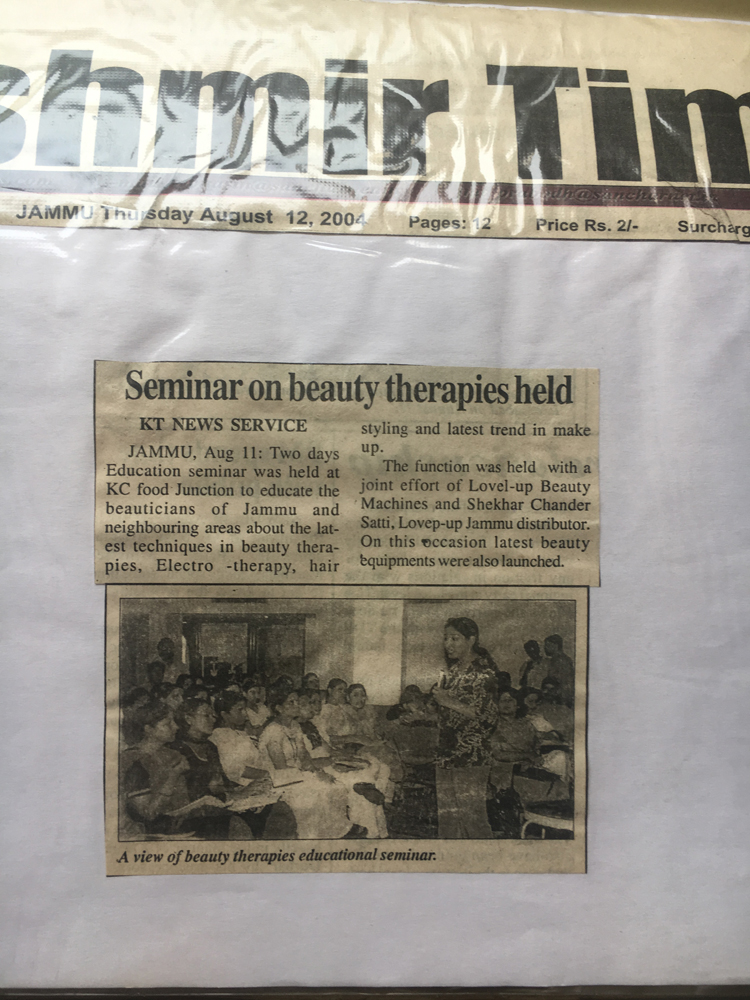 shmir Tim
JAMMU Thursday August 12, 2004 Pages: 12 Price Rs. 2/- Surcharg
Seminar on beauty therapies held
KT NEWS SERVICE
JAMMU, Aug 11: Two days
Education seminar was held at
KC food Junction to educate the
beauticians of Jammu and
neighbouring areas about the lat-
est techniques in beauty thera-
pies, Electro -therapy, hair
styling and latest trend in make
up.
The function was held with a
joint effort of Lovel-up Beauty
Machines and Shekhar Chander
Satti, Lovep-up Jammu distributor.
On this occasion latest beauty
equipments were also launched.
A view of beauty therapies educational seminar.